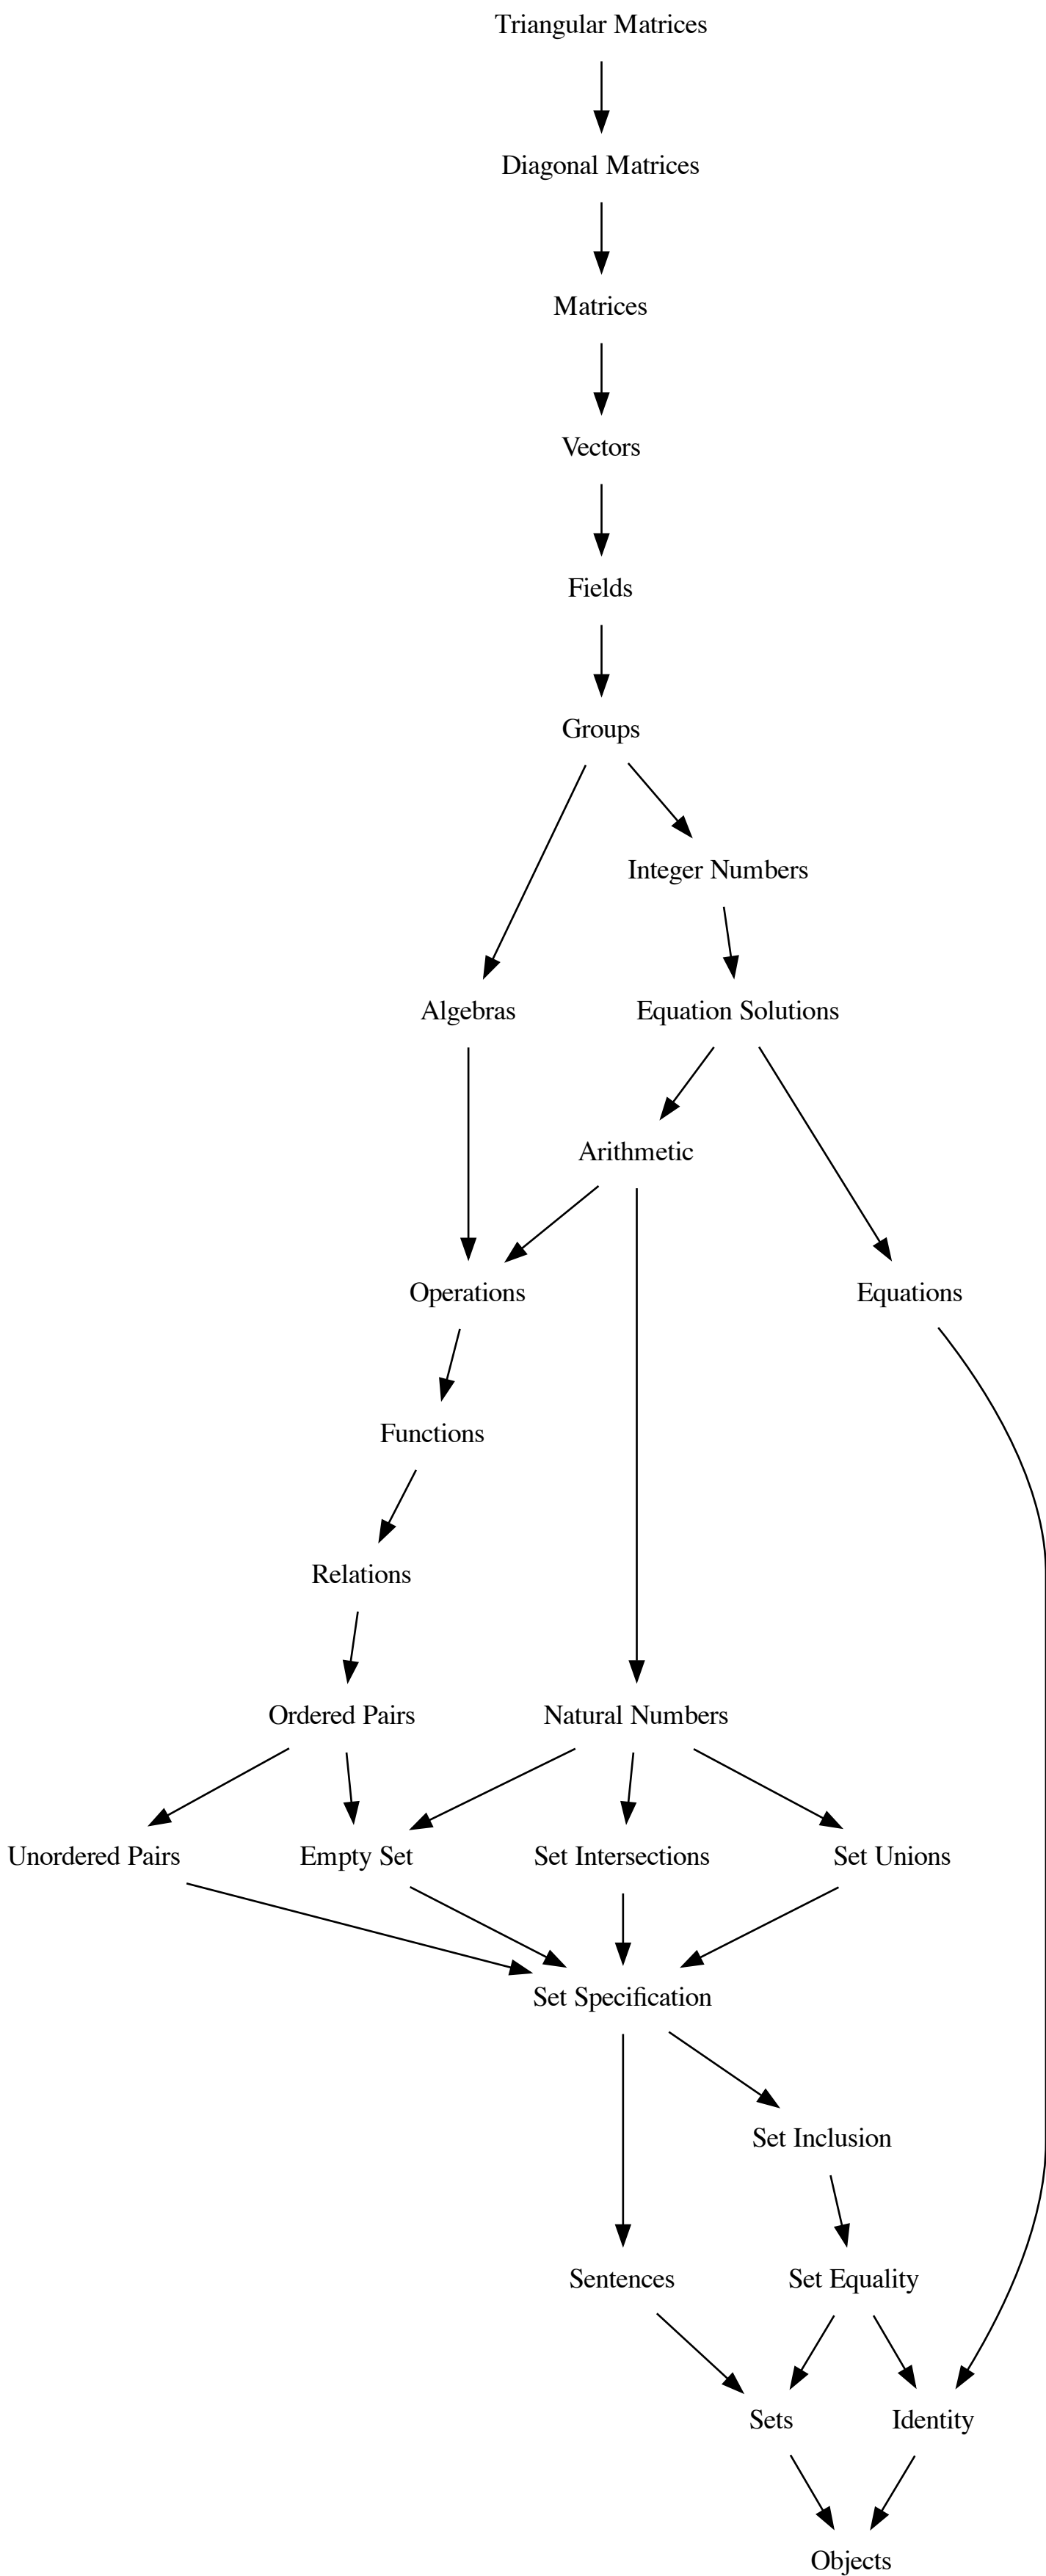 Triangular Matrices
Diagonal Matrices
Matrices
Vectors
Fields
Groups
Integer Numbers
Algebras
Equation Solutions
Arithmetic
Operations
Equations
Functions
Relations
Ordered Pairs
Natural Numbers
Unordered Pairs
Empty Set
Set Intersections
Set Unions
Set Specification
Set Inclusion
Sentences
Set Equality
Sets
Identity
Objects